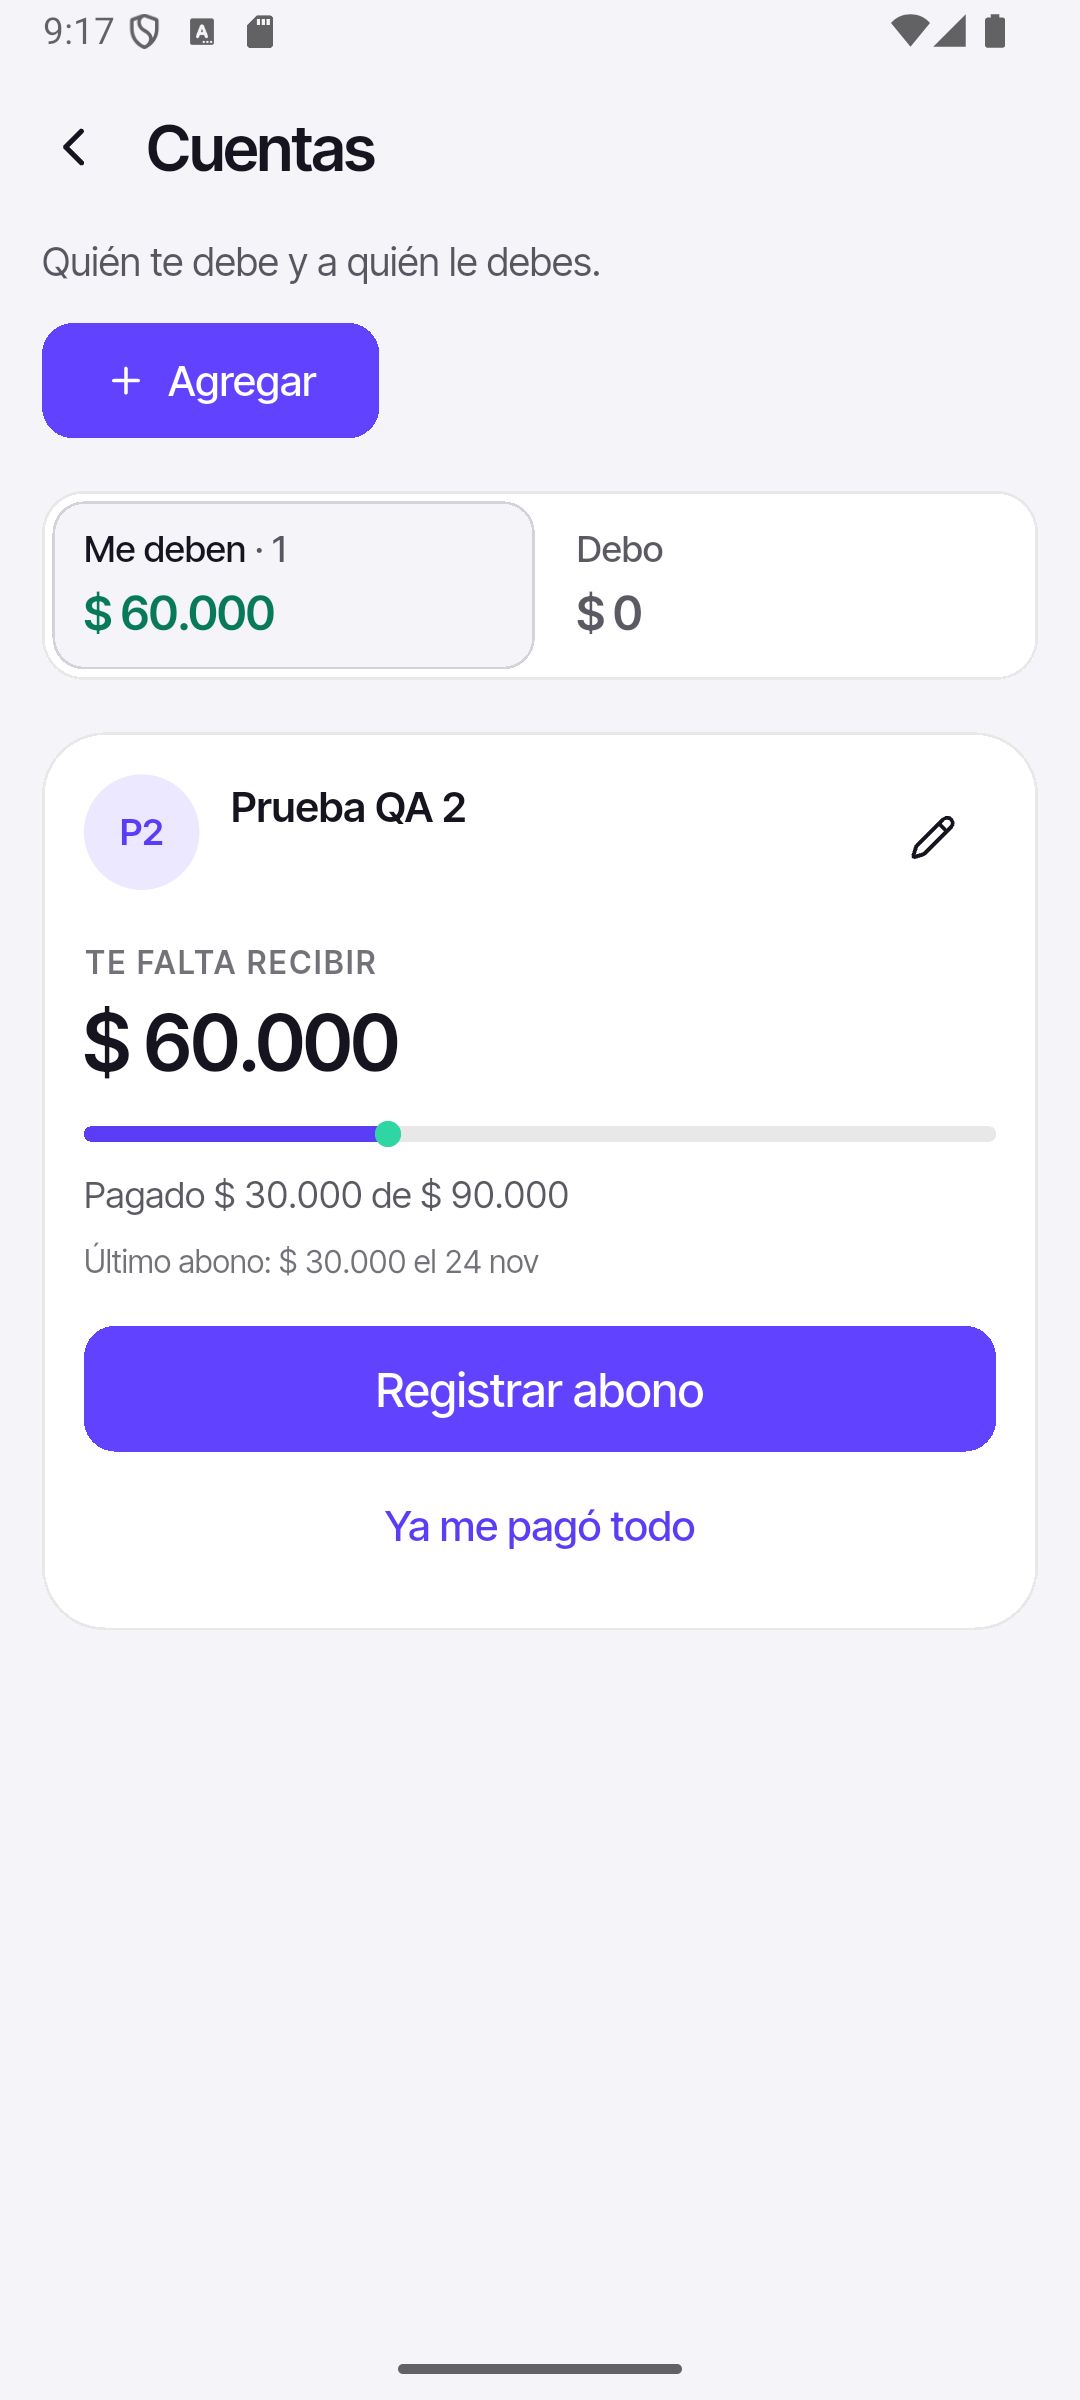 9:17
Cuentas
Quién te debe y a quién le debes.
+ Agregar
Me deben · 1
$ 60.000
Debo
$ 0
P2
Prueba QA 2
TE FALTA RECIBIR
$ 60.000
Pagado $ 30.000 de $ 90.000
Último abono: $ 30.000 el 24 nov
Registrar abono
Ya me pagó todo